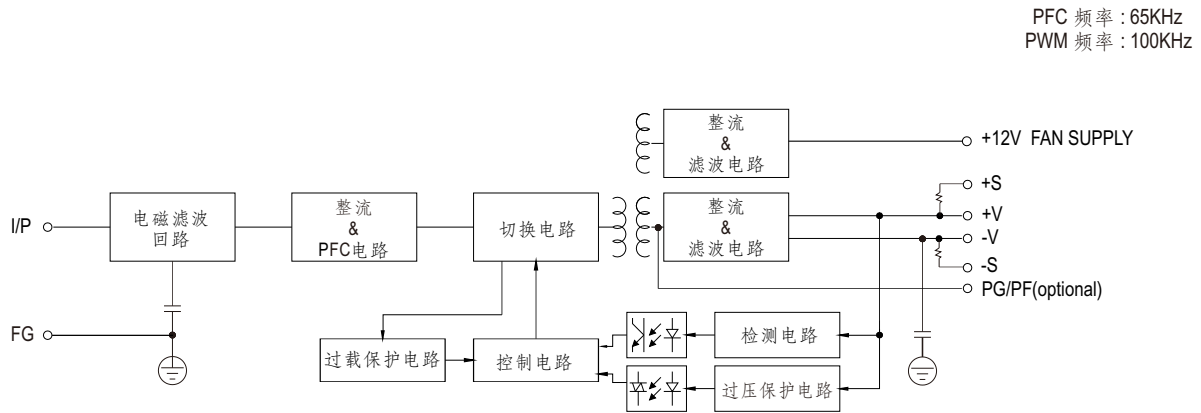 PFC 频率 : 65KHz
PWM 频率 : 100KHz
整流
&
滤波电路
+12V FAN SUPPLY
I/P
电磁滤波
回路
整流
&
PFC电路
切换电路
整流
&
滤波电路
+S
+V
-V
-S
PG/PF(optional)
FG
过载保护电路
控制电路
检测电路
过压保护电路